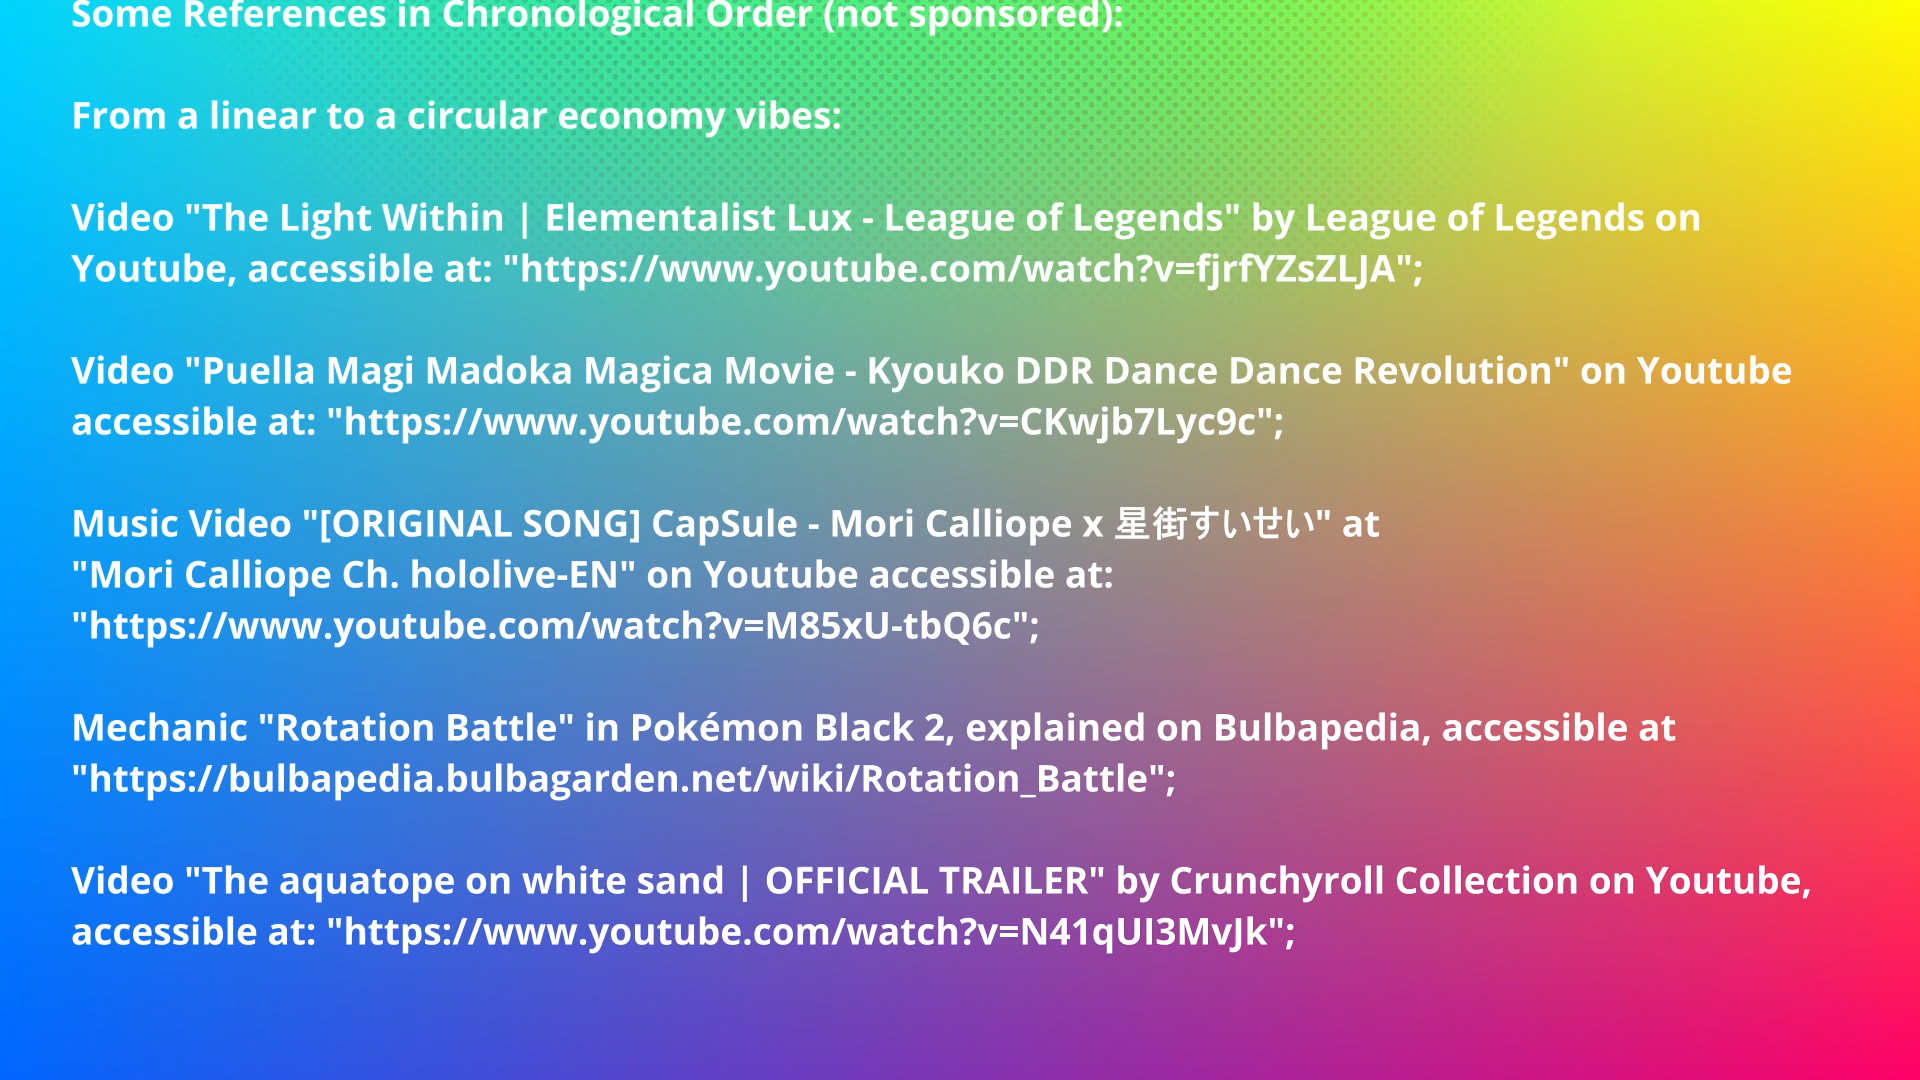 Some References in Chronological Order (not sponsored):
From a linear to a circular economy vibes:
Video "The Light Within | Elementalist Lux - League of Legends" by League of Legends on
Youtube, accessible at: "https://www.youtube.com/watch?v=fjrfYZsZLJA";
Video "Puella Magi Madoka Magica Movie - Kyouko DDR Dance Dance Revolution" on Youtube
accessible at: "https://www.youtube.com/watch?v=CKwjb7Lyc9c";
Music Video "[ORIGINAL SONG] CapSule - Mori Calliope x 星街すいせい" at
"Mori Calliope Ch. hololive-EN" on Youtube accessible at:
"https://www.youtube.com/watch?v=M85xU-tbQ6c";
Mechanic "Rotation Battle" in Pokémon Black 2, explained on Bulbapedia, accessible at
"https://bulbapedia.bulbagarden.net/wiki/Rotation_Battle";
Video "The aquatope on white sand | OFFICIAL TRAILER" by Crunchyroll Collection on Youtube,
accessible at: "https://www.youtube.com/watch?v=N41qUI3MvJk";